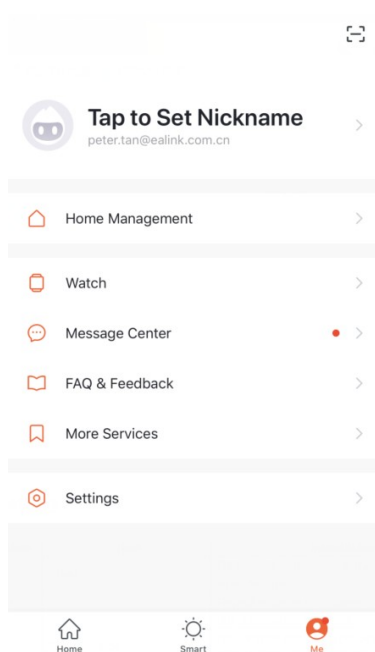 Tap to Set Nickname
peter.tan@ealink.com.cn
Home Management
Watch
Message Center
FAQ & Feedback
More Services
Settings
Home Smart Me